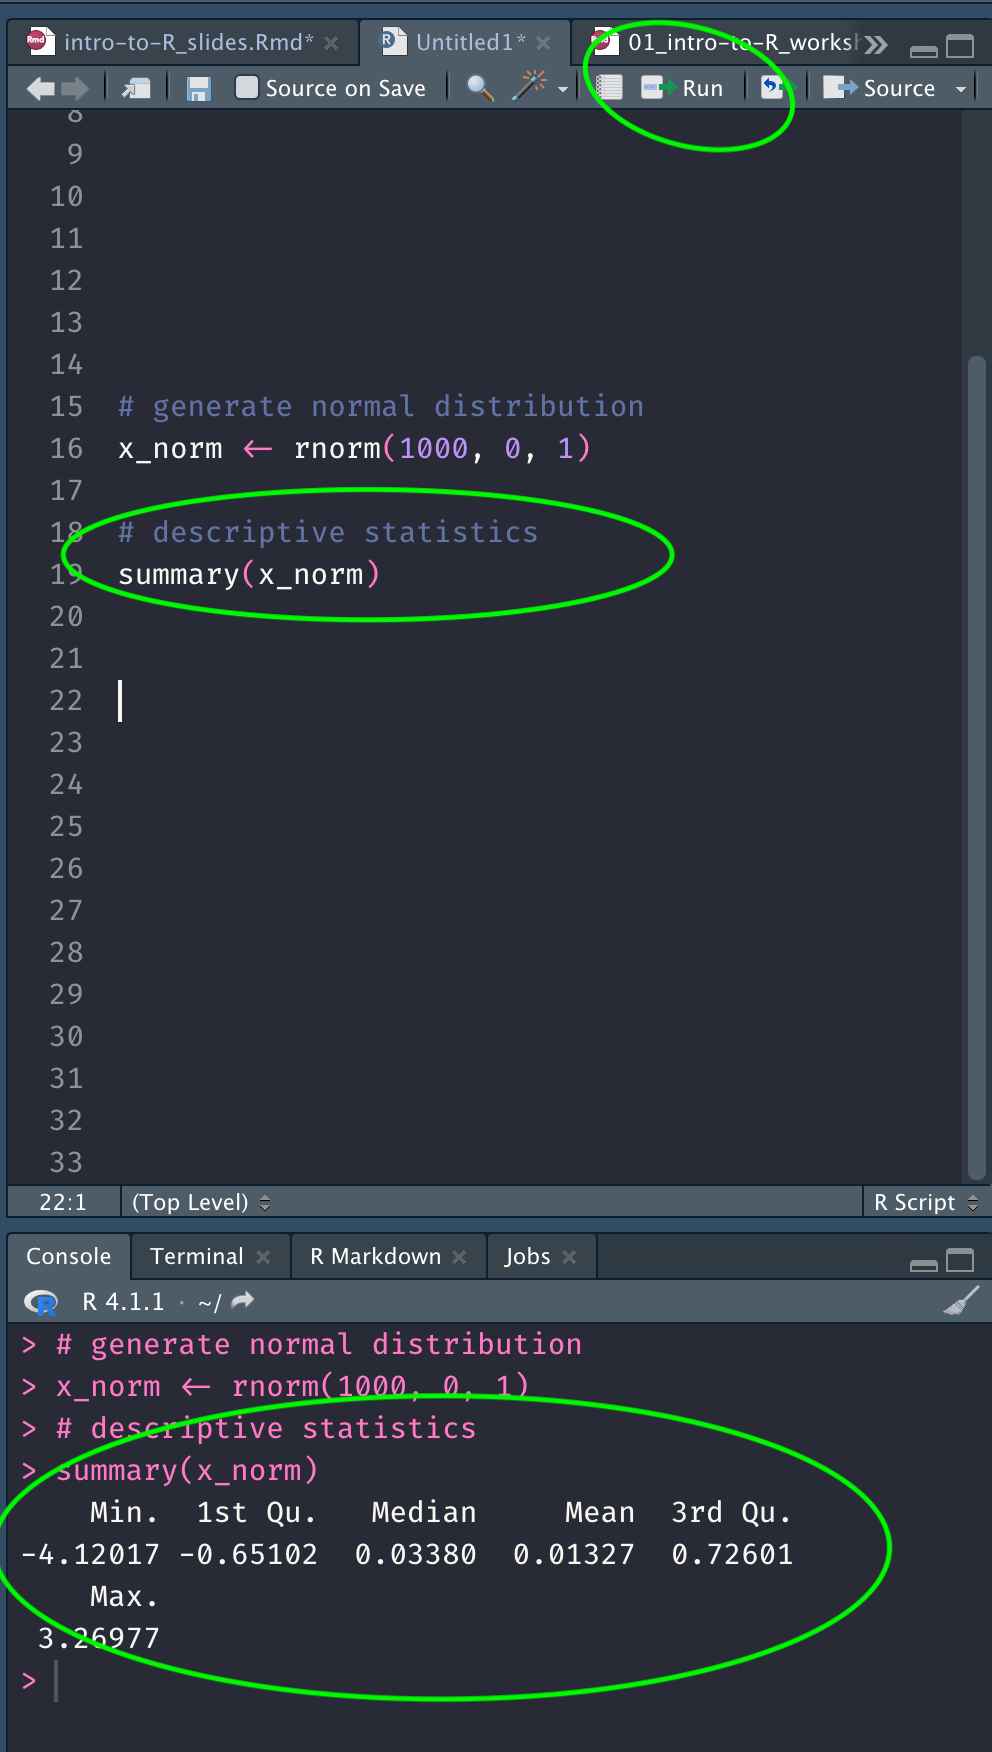 intro-to-R_slides.Rmd* Untitled1* 01_intro-to-R_works
Source on Save Run Source
8
9
10
11
12
13
14
15 # generate normal distribution
16 x_norm <- rnorm(1000, 0, 1)
17
18 # descriptive statistics
19 summary(x_norm)
20
21
22
23
24
25
26
27
28
29
30
31
32
33
22:1 (Top Level) R Script
Console Terminal R Markdown Jobs
R 4.1.1 · ~/
> # generate normal distribution
> x_norm <- rnorm(1000, 0, 1)
> # descriptive statistics
> summary(x_norm)
Min. 1st Qu. Median Mean 3rd Qu.
-4.12017 -0.65102 0.03380 0.01327 0.72601
Max.
3.26977
>